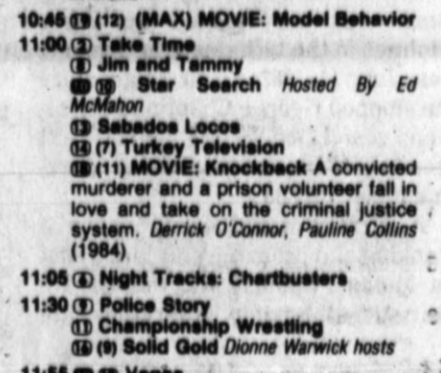 10:45 (12) (MAX) MOVIE: Model Behavior
11:00 Take Time
Jim and Tammy
Star Search Hosted By Ed
McMahon
13 Sabados Locos
14 (7) Turkey Television
(11) MOVIE: Knockback A convicted
murderer and a prison volunteer fall in
love and take on the criminal justice
system. Derrick O'Connor, Pauline Collins
(1984)
11:05 Night Tracks: Chartbusters
11:30 Police Story
11 Championship Wrestling
(9) Solid Gold Dionne Warwick hosts